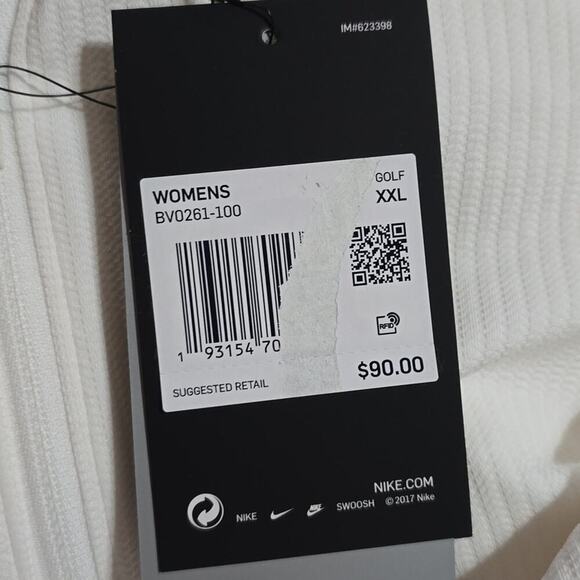 IM#623398
WOMENS
GOLF
BV0261-100
XXL
1 93154 70
RFID
SUGGESTED RETAIL
$90.00
NIKE.COM
NIKE SWOOSH © 2017 Nike